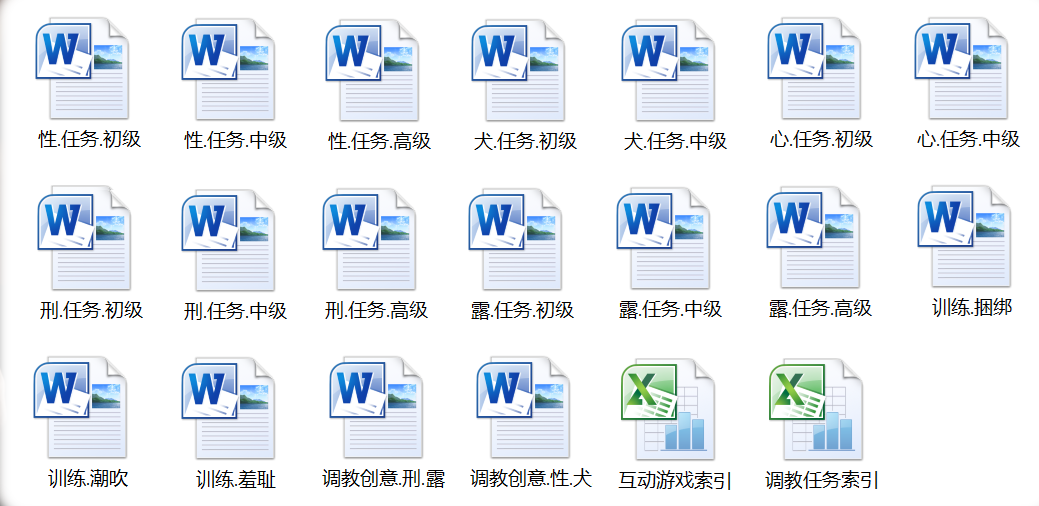 性.任务.初级
性.任务.中级
性.任务.高级
犬.任务.初级
犬.任务.中级
心.任务.初级
心.任务.中级
刑.任务.初级
刑.任务.中级
刑.任务.高级
露.任务.初级
露.任务.中级
露.任务.高级
训练.捆绑
训练.潮吹
训练.羞耻
调教创意.刑.露
调教创意.性.犬
互动游戏索引
调教任务索引